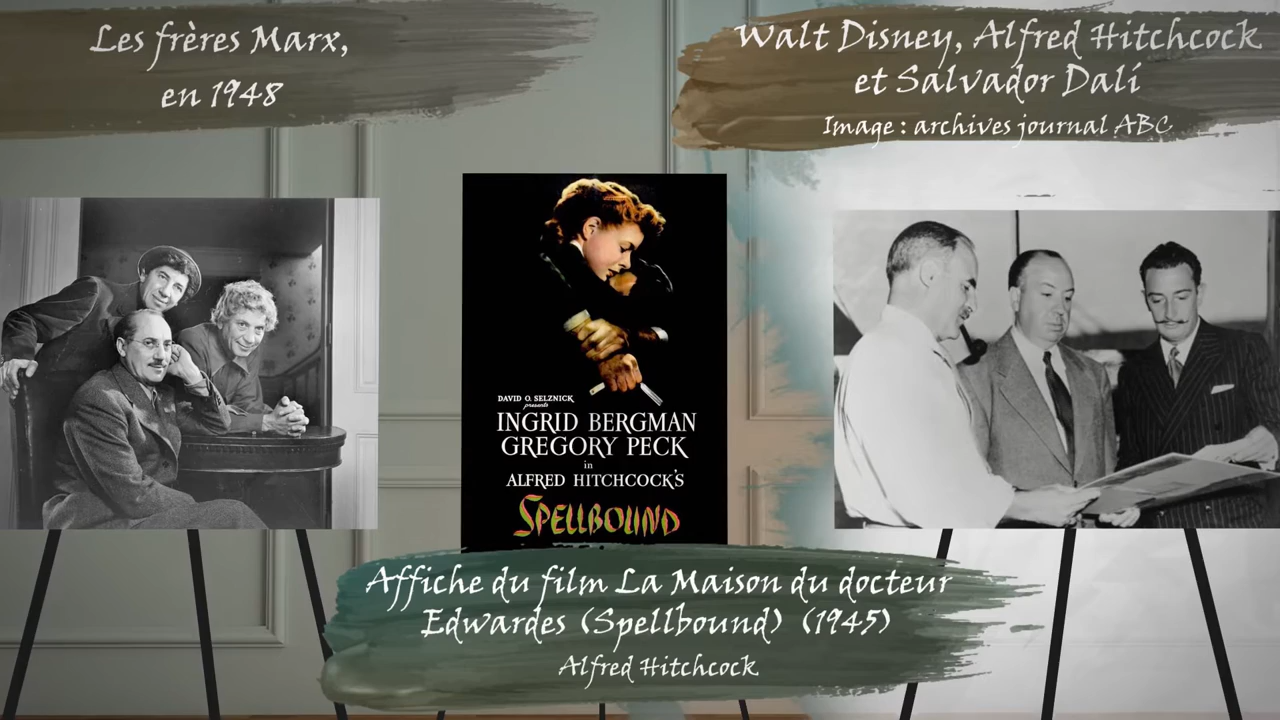 Les frères Marx,
en 1948
Walt Disney, Alfred Hitchcock
et Salvador Dalí
Image : archives journal ABC
DAVID O. SELZNICK
presents
INGRID BERGMAN
GREGORY PECK
in
ALFRED HITCHCOCK'S
SPELLBOUND
Affiche du film La Maison du docteur
Edwardes (Spellbound) (1945)
Alfred Hitchcock